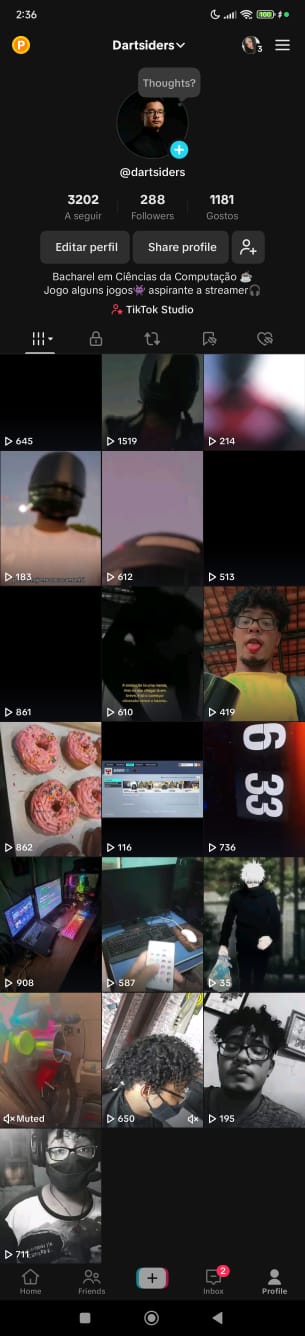 2:36
100
P
Dartsiders
3
Thoughts?
@dartsiders
3202 288 1181
A seguir Followers Gostos
Editar perfil Share profile
Bacharel em Ciências da Computação ☕
Jogo alguns jogos👾 aspirante a streamer🎧
TikTok Studio
645 1519 214
183 612 513
861 610 419
862 116 736
6 33
908 587 35
Muted 650 195
711
2
Home Friends Inbox Profile